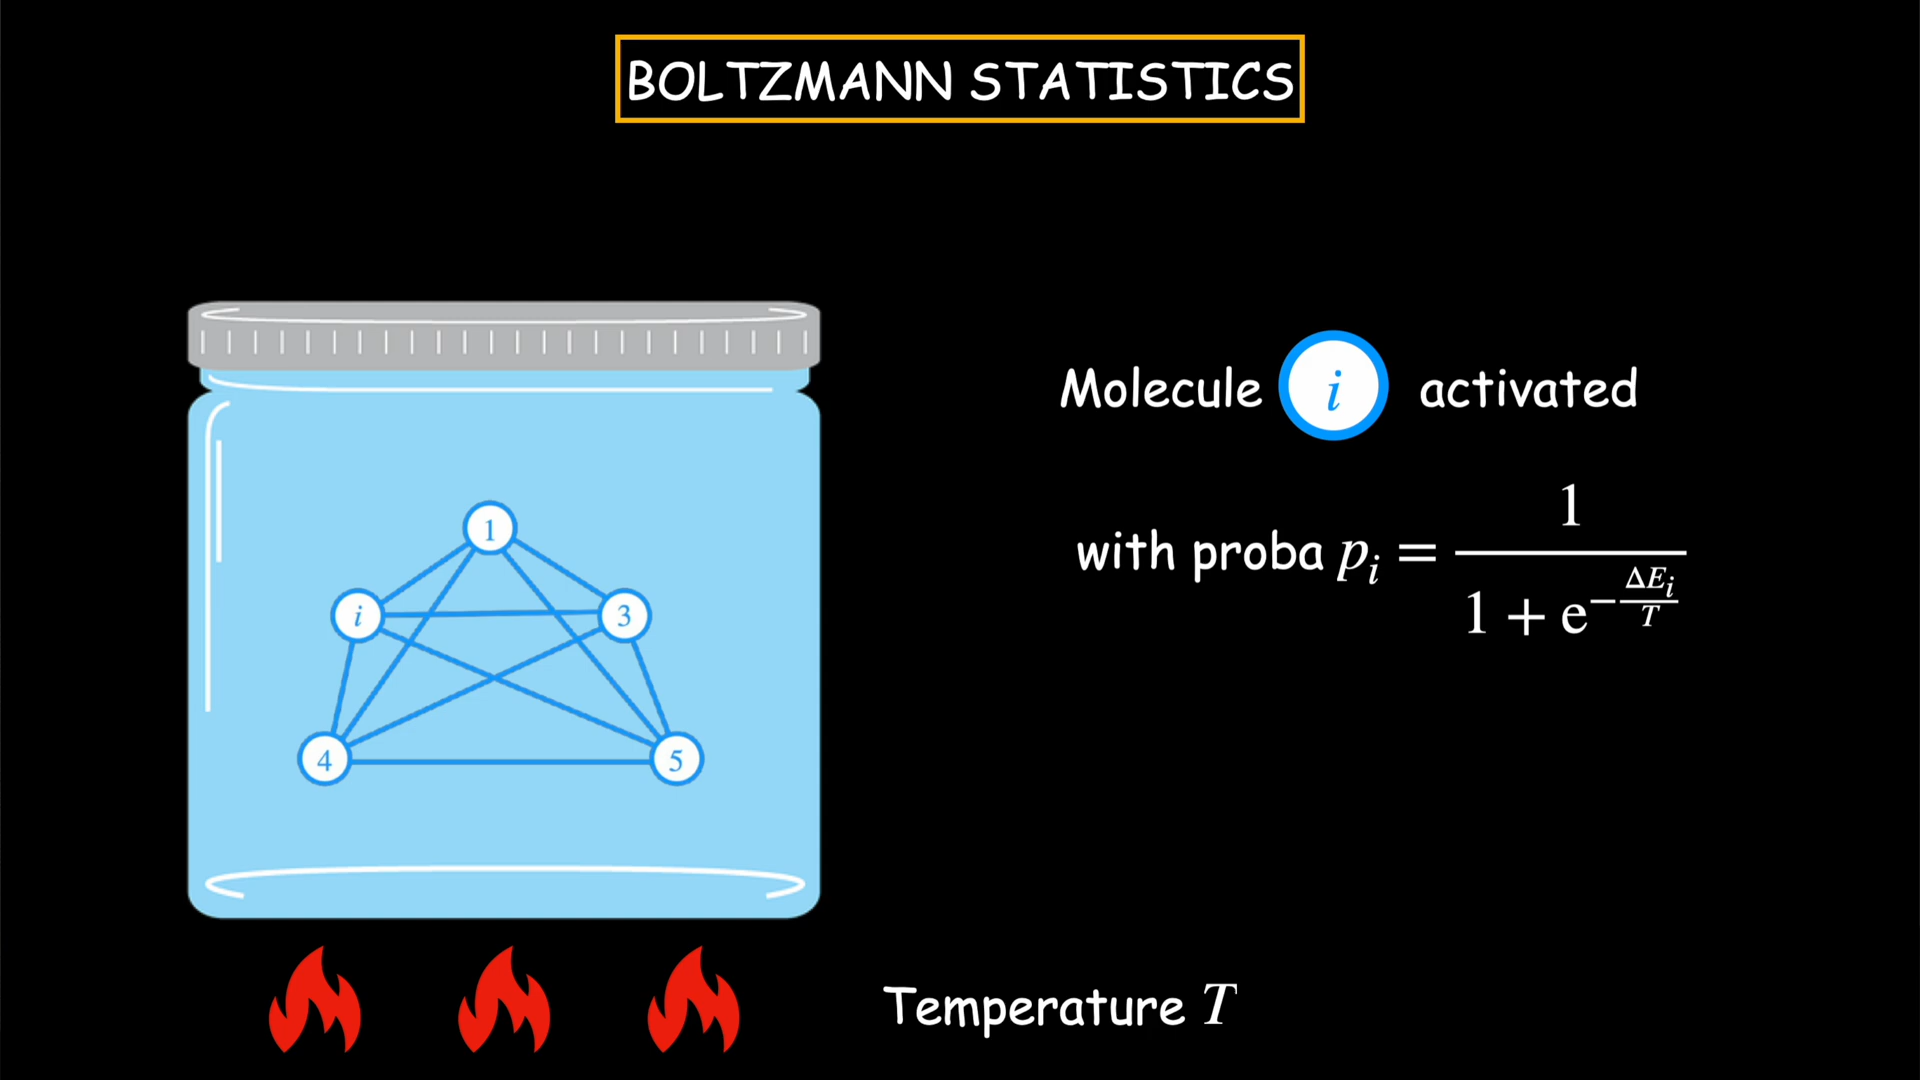 BOLTZMANN STATISTICS
Molecule i activated
with proba p_i = 1 / (1 + e^{-ΔE_i/T})
1
i
3
4
5
Temperature T